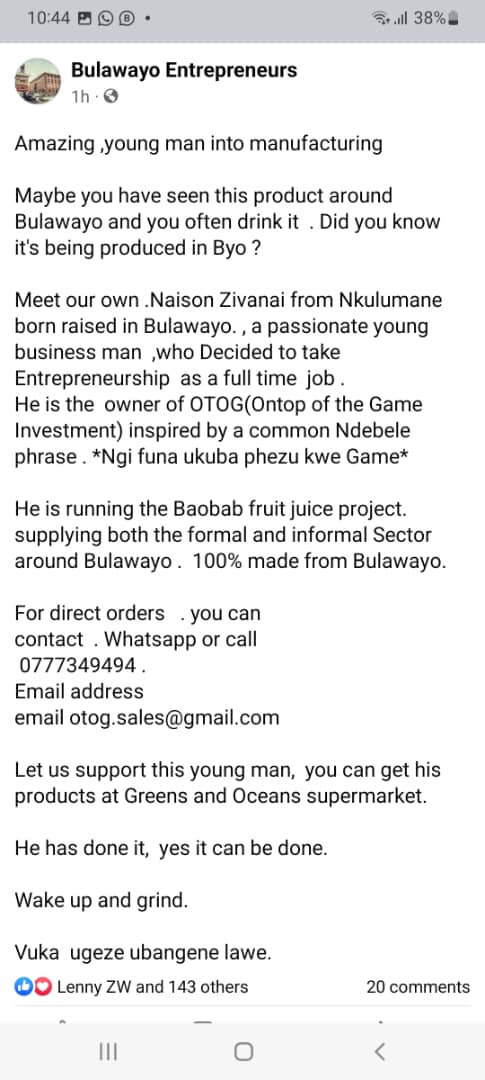 10:44
38%
Bulawayo Entrepreneurs
1h ·
Amazing ,young man into manufacturing
Maybe you have seen this product around
Bulawayo and you often drink it . Did you know
it's being produced in Byo ?
Meet our own .Naison Zivanai from Nkulumane
born raised in Bulawayo. , a passionate young
business man ,who Decided to take
Entrepreneurship as a full time job .
He is the owner of OTOG(Ontop of the Game
Investment) inspired by a common Ndebele
phrase . *Ngi funa ukuba phezu kwe Game*
He is running the Baobab fruit juice project.
supplying both the formal and informal Sector
around Bulawayo . 100% made from Bulawayo.
For direct orders . you can
contact . Whatsapp or call
0777349494 .
Email address
email otog.sales@gmail.com
Let us support this young man, you can get his
products at Greens and Oceans supermarket.
He has done it, yes it can be done.
Wake up and grind.
Vuka ugeze ubangene lawe.
Lenny ZW and 143 others
20 comments